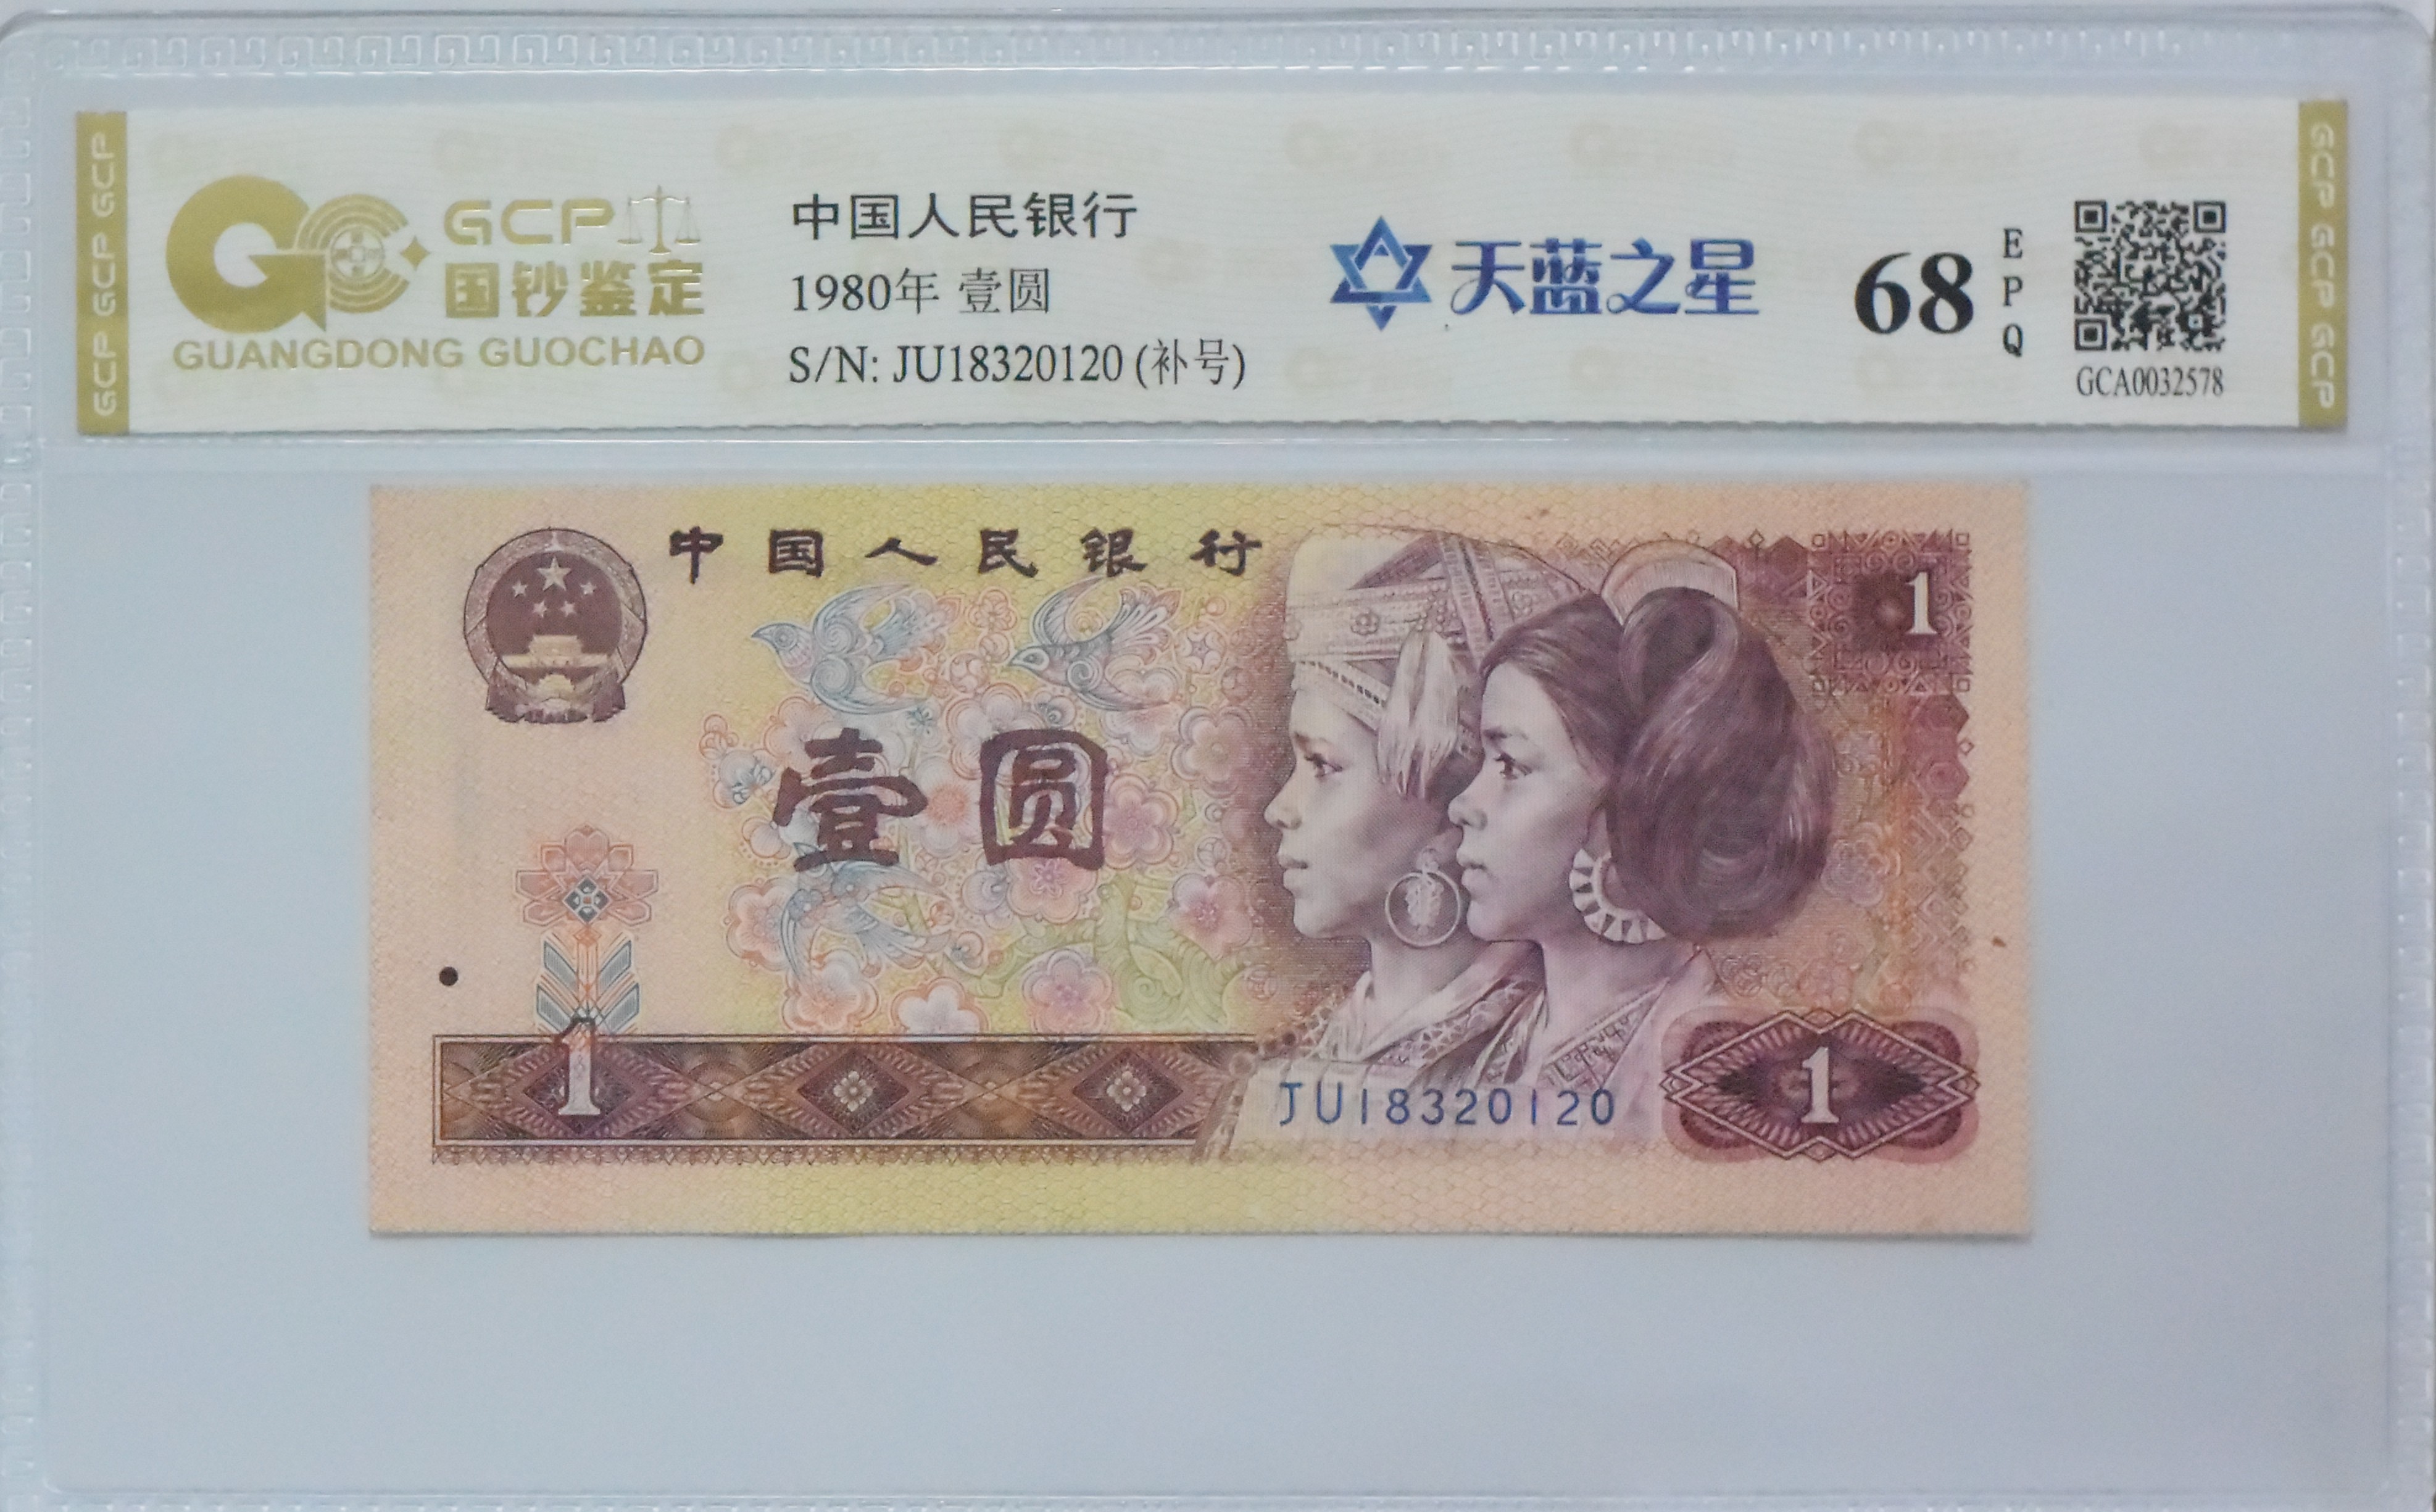 GCP GCP GCP
GCP
国钞鉴定
GUANGDONG GUOCHAO
中国人民银行
1980年 壹圆
S/N: JU18320120 (补号)
天蓝之星
68
E
P
Q
GCA0032578
GCP GCP GCP
中国人民银行
1
壹圆
1
JU18320120
1